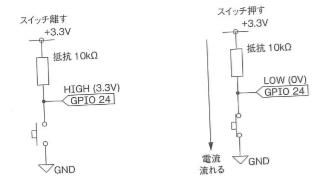 スイッチ離す
+3.3V
抵抗 10kΩ
HIGH (3.3V)
GPIO 24
GND
スイッチ押す
+3.3V
抵抗 10kΩ
LOW (0V)
GPIO 24
電流
流れる
GND